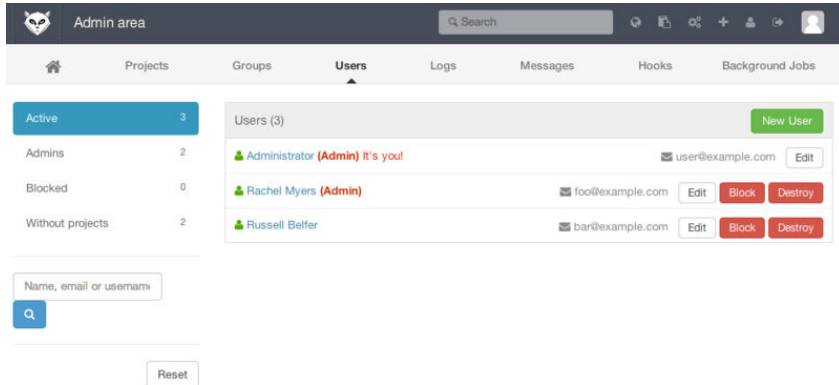 Admin area
Search
Projects Groups Users Logs Messages Hooks Background Jobs
Active 3
Admins 2
Blocked 0
Without projects 2
Name, email or usernam
Reset
Users (3) New User
Administrator (Admin) It's you! user@example.com Edit
Rachel Myers (Admin) foo@example.com Edit Block Destroy
Russell Belfer bar@example.com Edit Block Destroy